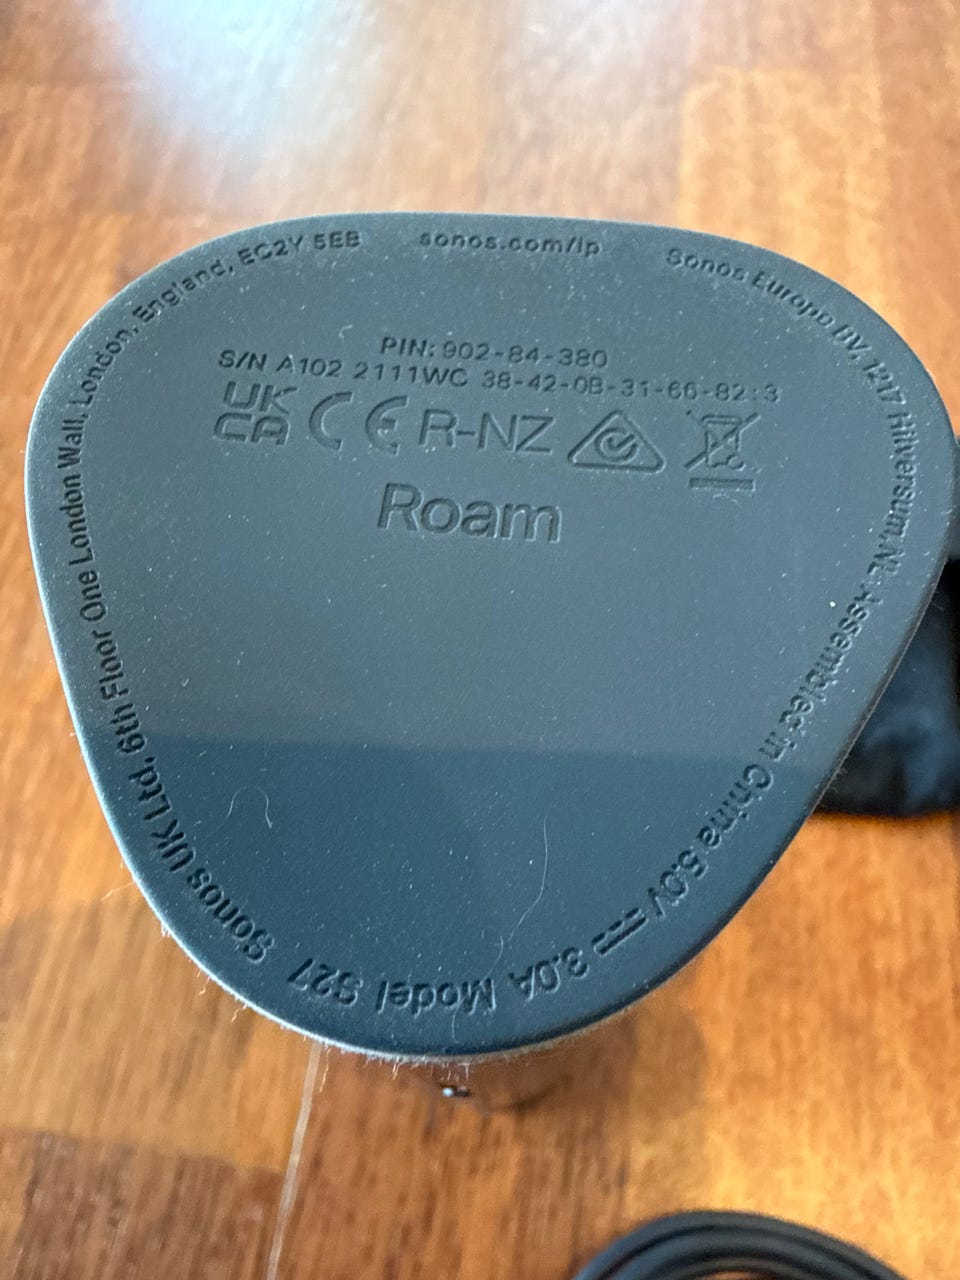 PIN: 902-84-380
S/N A102 2111WC 38-42-0B-31-66-82:3
UK
CA CE R-NZ
Roam
Sonos UK Ltd, 6th Floor One London Wall, London, England, EC2Y 5EB
sonos.com/ip
Sonos Europe BV, 1217 Hilversum, NL Assembled in China 5.0V ⎓ 3.0A Model S27